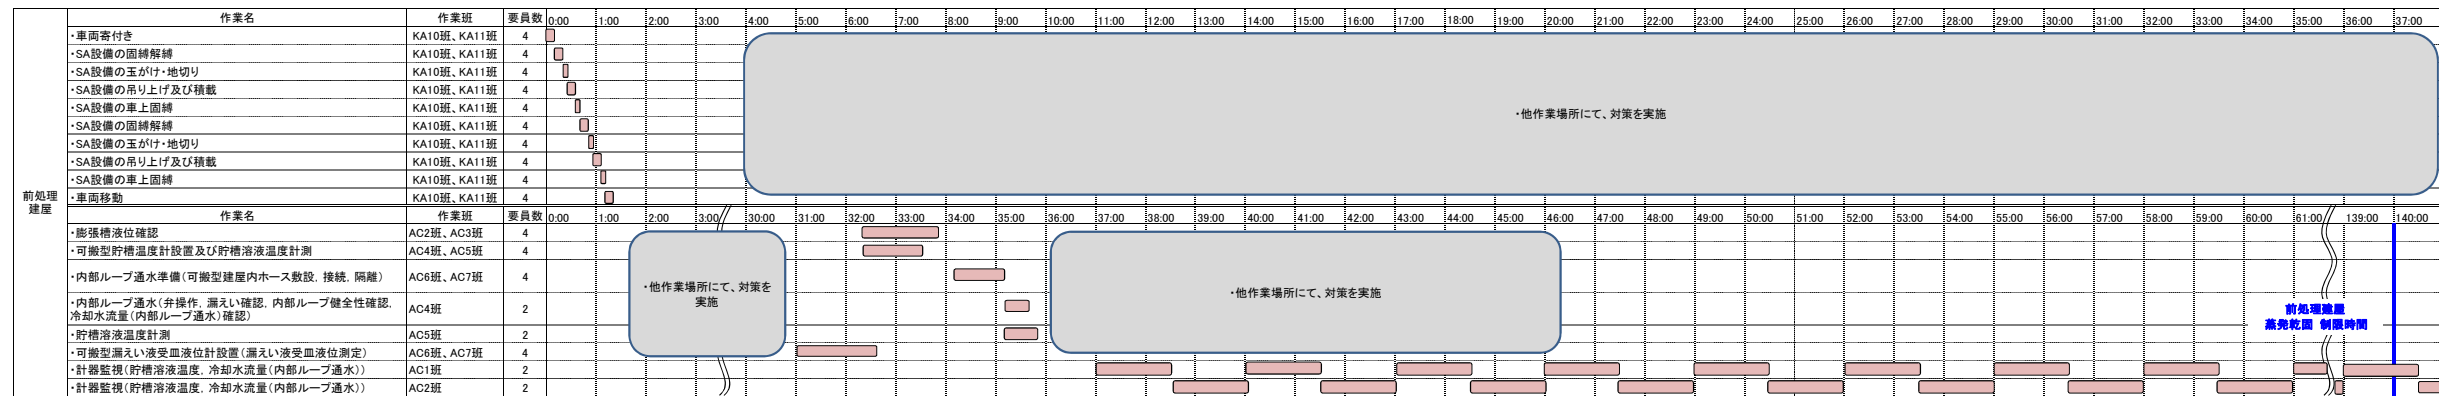 作業名 作業班 要員数 0:00 1:00 2:00 3:00 4:00 5:00 6:00 7:00 8:00 9:00 10:00 11:00 12:00 13:00 14:00 15:00 16:00 17:00 18:00 19:00 20:00 21:00 22:00 23:00 24:00 25:00 26:00 27:00 28:00 29:00 30:00 31:00 32:00 33:00 34:00 35:00 36:00 37:00
・車両寄付き KA10班、KA11班 4
・SA設備の固縛解縛 KA10班、KA11班 4
・SA設備の玉がけ・地切り KA10班、KA11班 4
・SA設備の吊り上げ及び積載 KA10班、KA11班 4
・SA設備の車上固縛 KA10班、KA11班 4
・SA設備の固縛解縛 KA10班、KA11班 4
・SA設備の玉がけ・地切り KA10班、KA11班 4
・SA設備の吊り上げ及び積載 KA10班、KA11班 4
・SA設備の車上固縛 KA10班、KA11班 4
・車両移動 KA10班、KA11班 4
・他作業場所にて、対策を実施
前処理
建屋
作業名 作業班 要員数 0:00 1:00 2:00 3:00 30:00 31:00 32:00 33:00 34:00 35:00 36:00 37:00 38:00 39:00 40:00 41:00 42:00 43:00 44:00 45:00 46:00 47:00 48:00 49:00 50:00 51:00 52:00 53:00 54:00 55:00 56:00 57:00 58:00 59:00 60:00 61:00 139:00 140:00
・膨張槽液位確認 AC2班、AC3班 4
・可搬型貯槽温度計設置及び貯槽溶液温度計測 AC4班、AC5班 4
・内部ループ通水準備(可搬型建屋内ホース敷設，接続，隔離) AC6班、AC7班 4
・内部ループ通水(弁操作，漏えい確認，内部ループ健全性確認，
冷却水流量(内部ループ通水)確認) AC4班 2
・貯槽溶液温度計測 AC5班 2
・可搬型漏えい液受皿液位計設置(漏えい液受皿液位測定) AC6班、AC7班 4
・計器監視(貯槽溶液温度，冷却水流量(内部ループ通水)) AC1班 2
・計器監視(貯槽溶液温度，冷却水流量(内部ループ通水)) AC2班 2
・他作業場所にて、対策を
実施
・他作業場所にて、対策を実施
前処理建屋
蒸発乾固 制限時間